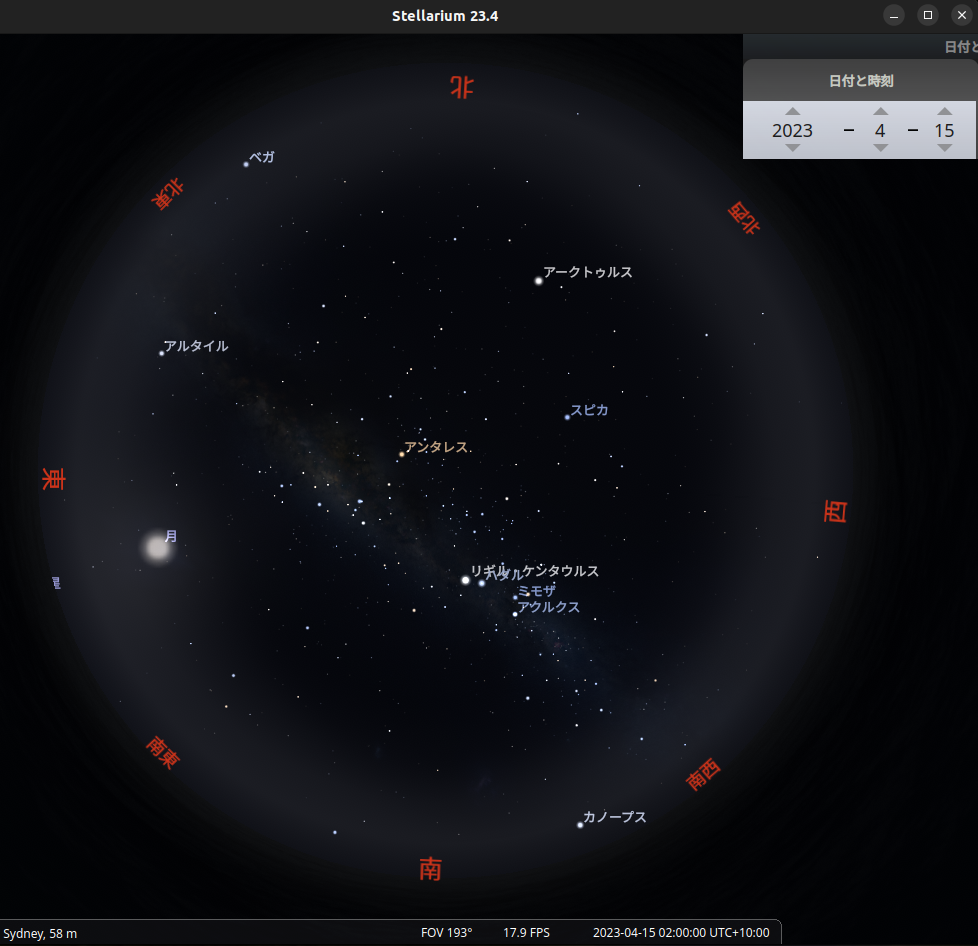 Stellarium 23.4
日付と
日付と時刻
2023 - 4 - 15
北
ベガ
北東
北西
アークトゥルス
アルタイル
スピカ
アンタレス
東
西
月
リギル・ケンタウルス
ハダル
ミモザ
アクルクス
南東
南西
カノープス
南
Sydney, 58 m
FOV 193°
17.9 FPS
2023-04-15 02:00:00 UTC+10:00